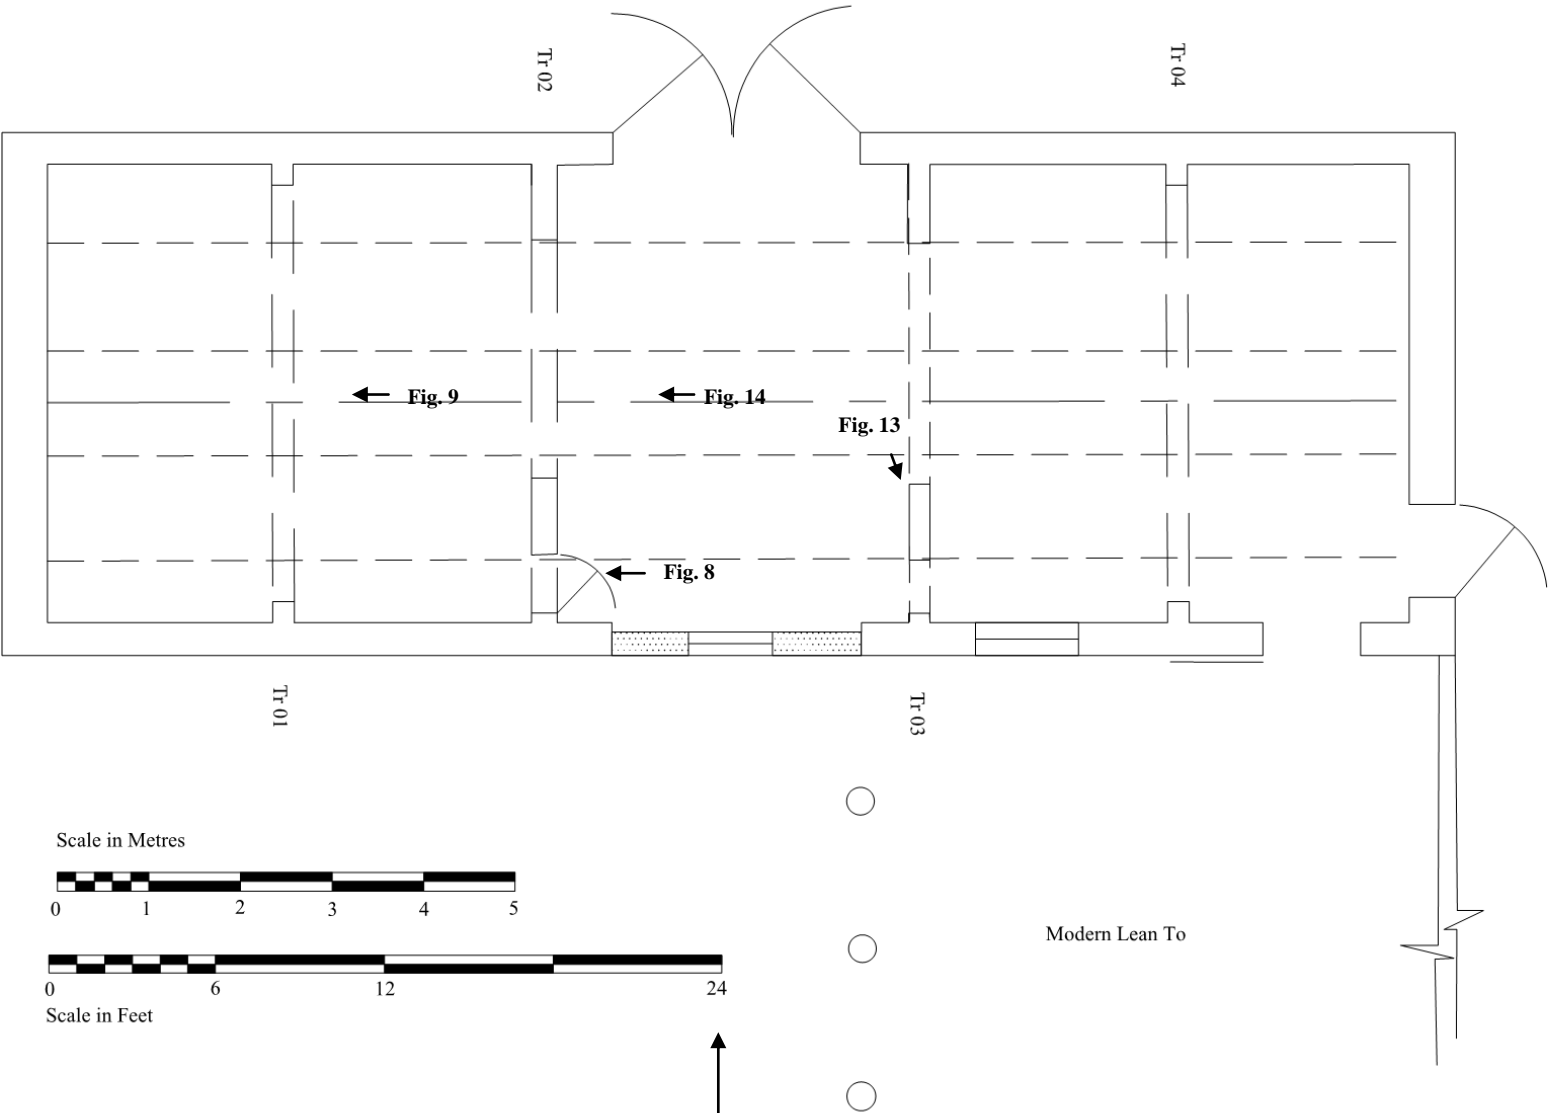 Tr 02
Tr 04
Fig. 9
Fig. 14
Fig. 13
Fig. 8
Tr 01
Tr 03
Scale in Metres
0 1 2 3 4 5
0 6 12 24
Scale in Feet
Modern Lean To